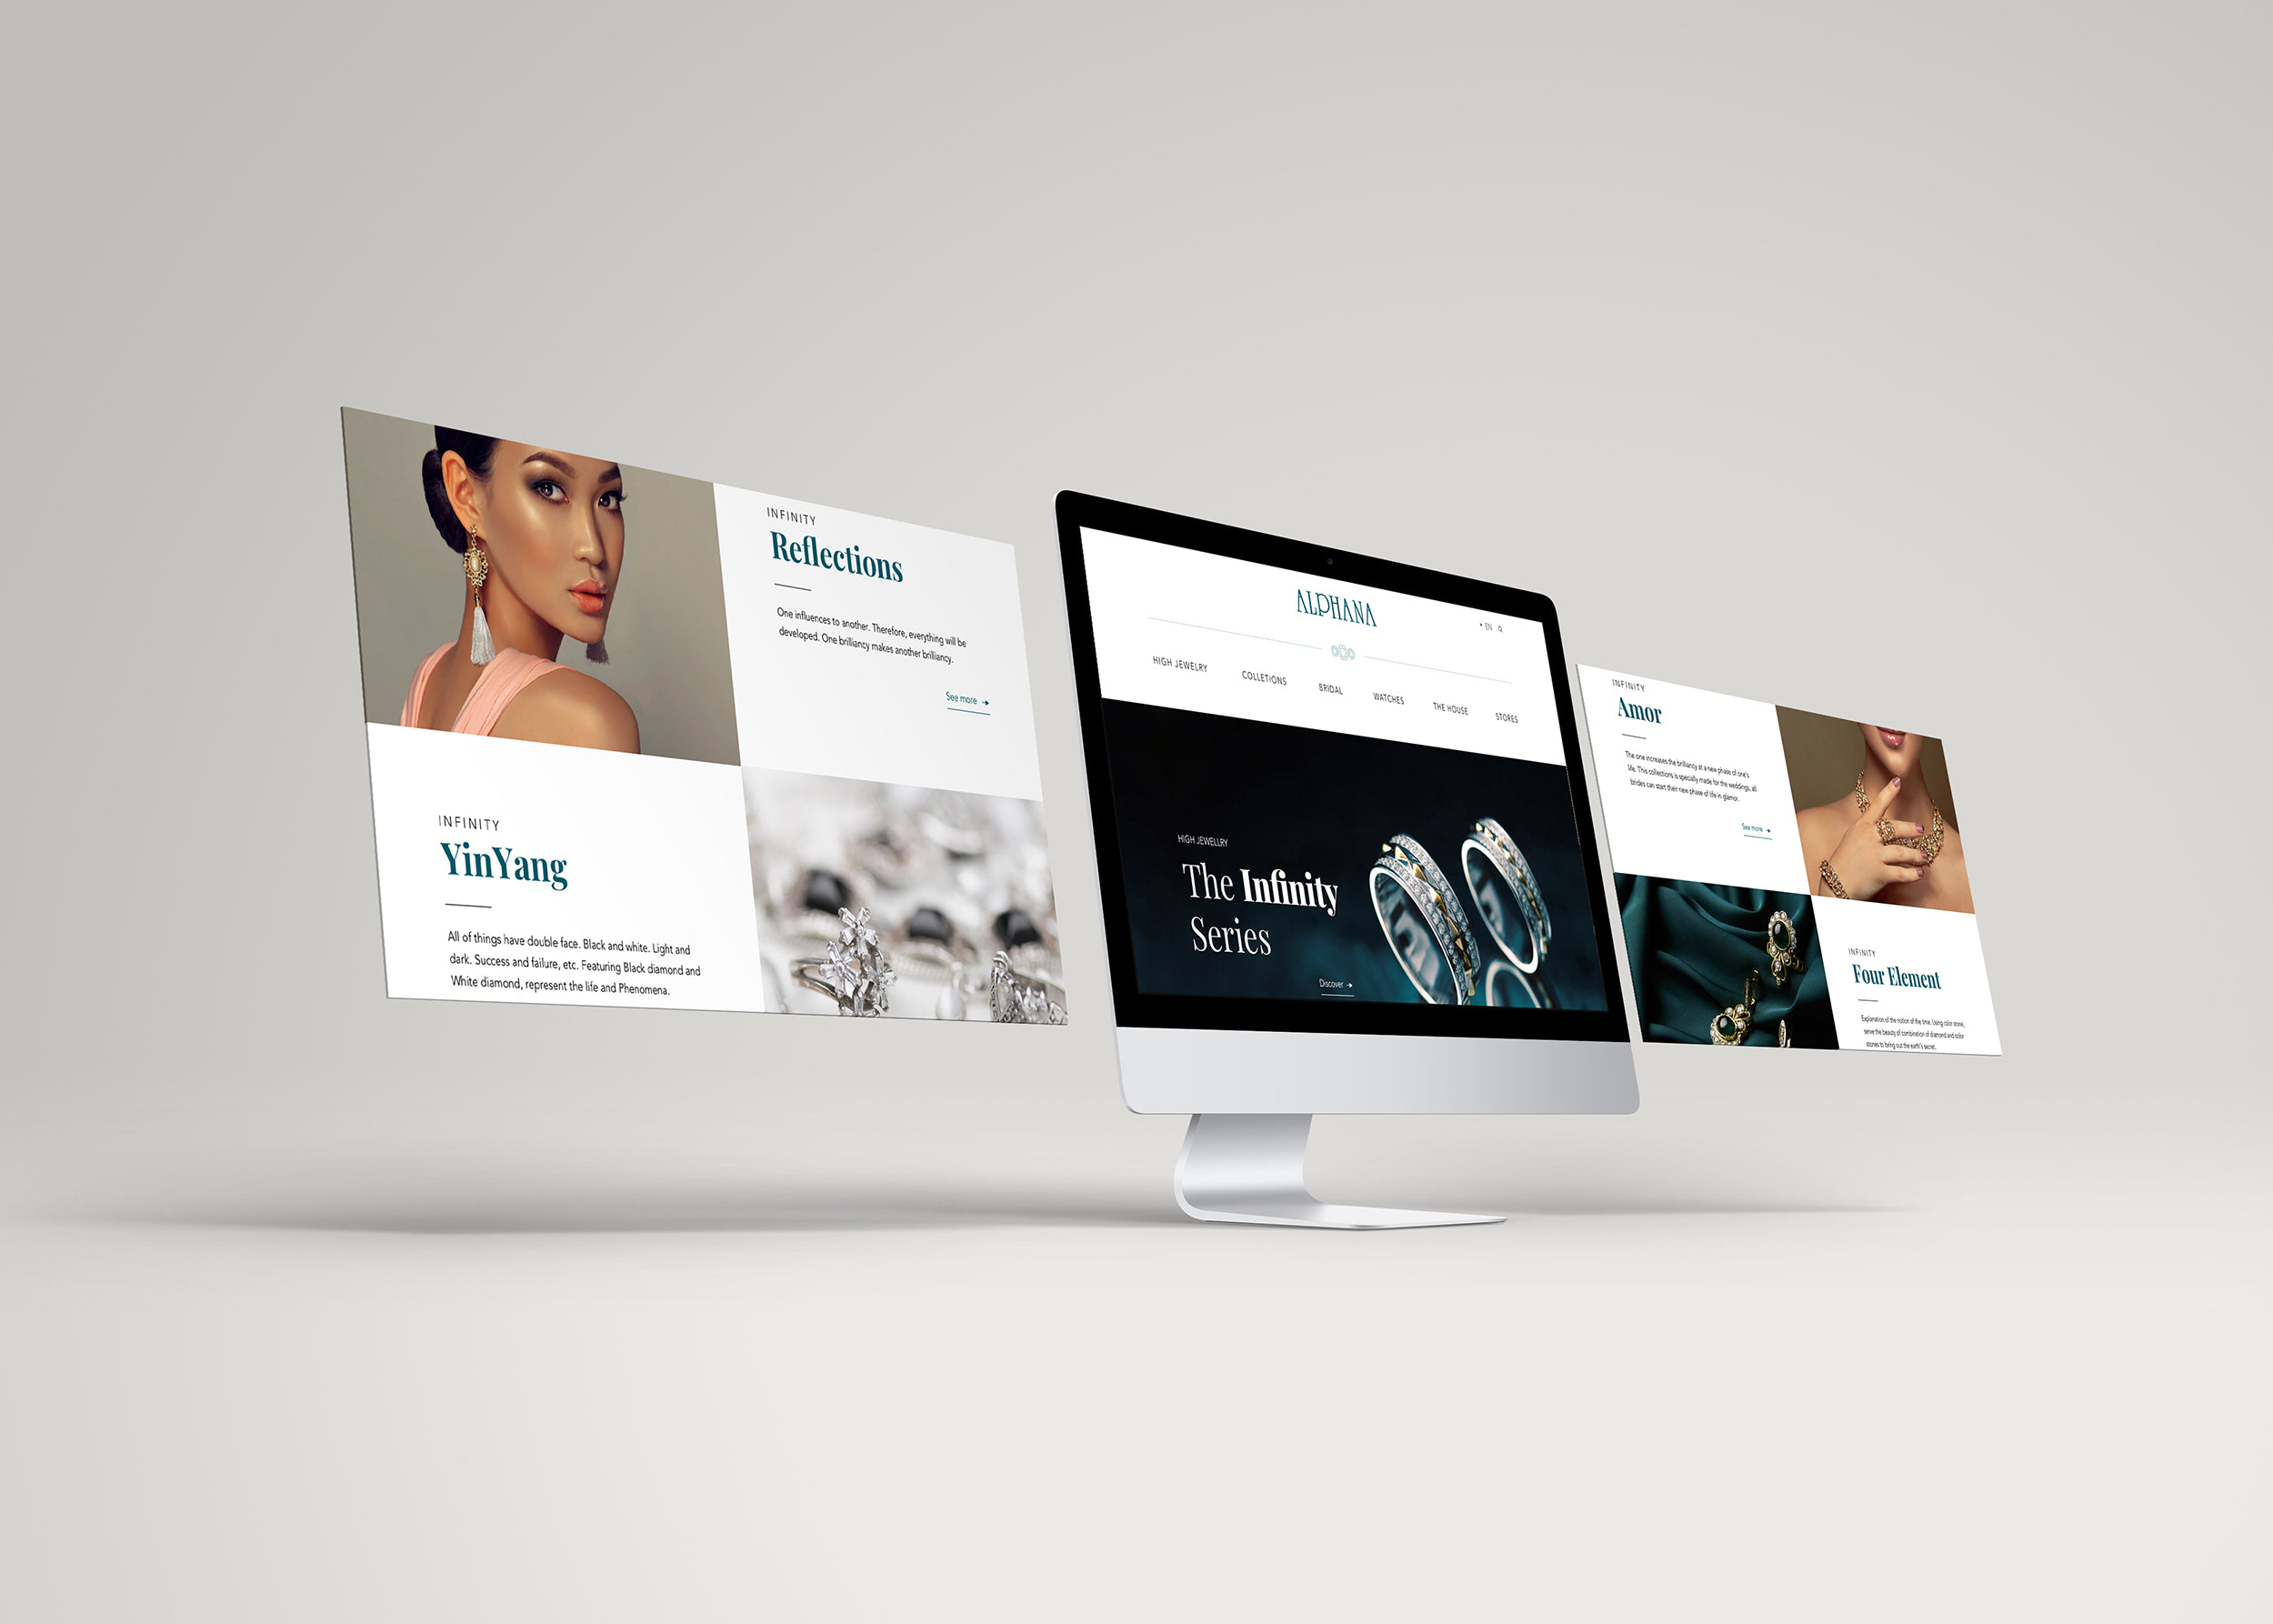 INFINITY
Reflections
One influences to another. Therefore, everything will be
developed. One brilliancy makes another brilliancy.
See more
INFINITY
YinYang
All of things have double face. Black and white. Light and
dark. Success and failure, etc. Featuring Black diamond and
White diamond, represent the life and Phenomena.
ALPHANA
EN
HIGH JEWELRY
COLLETIONS
BRIDAL
WATCHES
THE HOUSE
STORES
HIGH JEWELLRY
The Infinity
Series
Discover
INFINITY
Amor
The one increases the brilliancy at a new phase of one's
life. This collections is specially made for the weddings, all
brides can start their new phase of life in glamor.
See more
INFINITY
Four Element
Explanation of the notion of the time. Using color stone,
serve the beauty of combination of diamond and color
stones to bring out the earth's secret.